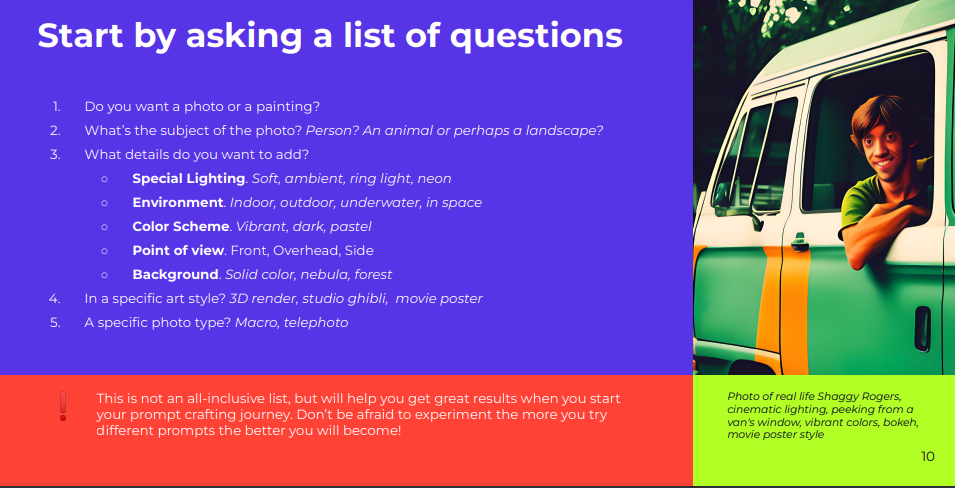 Start by asking a list of questions
1. Do you want a photo or a painting?
2. What's the subject of the photo? Person? An animal or perhaps a landscape?
3. What details do you want to add?
○ Special Lighting. Soft, ambient, ring light, neon
○ Environment. Indoor, outdoor, underwater, in space
○ Color Scheme. Vibrant, dark, pastel
○ Point of view. Front, Overhead, Side
○ Background. Solid color, nebula, forest
4. In a specific art style? 3D render, studio ghibli,  movie poster
5. A specific photo type? Macro, telephoto
This is not an all-inclusive list, but will help you get great results when you start
your prompt crafting journey. Don't be afraid to experiment the more you try
different prompts the better you will become!
Photo of real life Shaggy Rogers,
cinematic lighting, peeking from a
van's window, vibrant colors, bokeh,
movie poster style
10